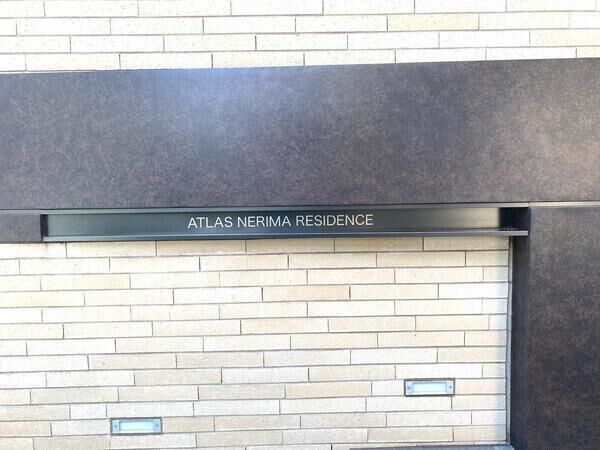 ATLAS NERIMA RESIDENCE